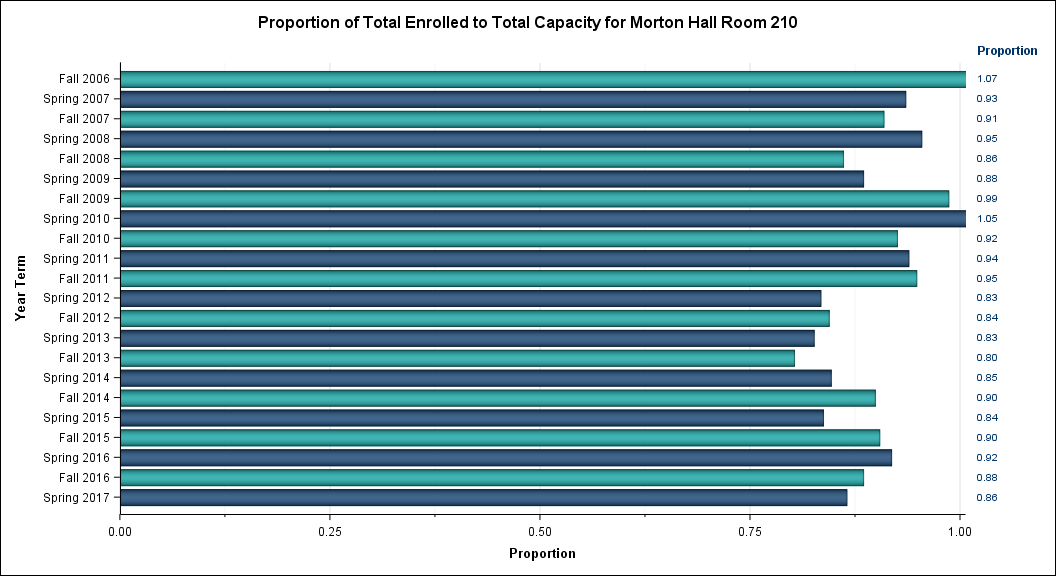 Proportion of Total Enrolled to Total Capacity for Morton Hall Room 210
Proportion
Fall 2006 1.07
Spring 2007 0.93
Fall 2007 0.91
Spring 2008 0.95
Fall 2008 0.86
Spring 2009 0.88
Fall 2009 0.99
Spring 2010 1.05
Fall 2010 0.92
Spring 2011 0.94
Fall 2011 0.95
Spring 2012 0.83
Fall 2012 0.84
Spring 2013 0.83
Fall 2013 0.80
Spring 2014 0.85
Fall 2014 0.90
Spring 2015 0.84
Fall 2015 0.90
Spring 2016 0.92
Fall 2016 0.88
Spring 2017 0.86
Year Term
0.00 0.25 0.50 0.75 1.00
Proportion